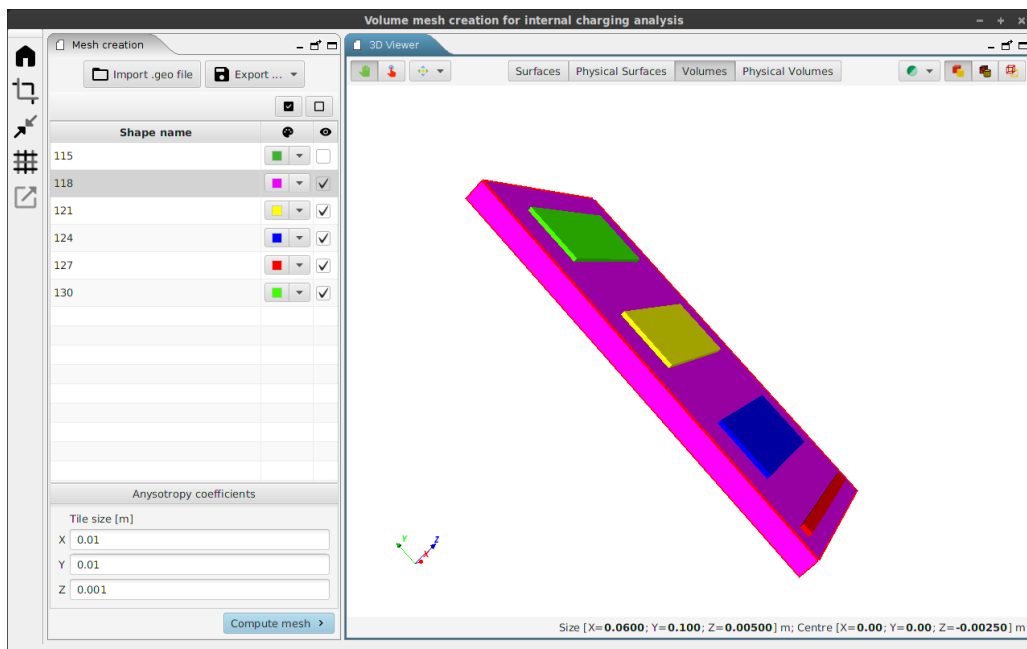 Volume mesh creation for internal charging analysis
Mesh creation
3D Viewer
Import .geo file
Export ...
Surfaces
Physical Surfaces
Volumes
Physical Volumes
Shape name
115
118
121
124
127
130
Anysotropy coefficients
Tile size [m]
X 0.01
Y 0.01
Z 0.001
Compute mesh
Y
Z
X
Size [X=0.0600; Y=0.100; Z=0.00500] m; Centre [X=0.00; Y=0.00; Z=-0.00250] m